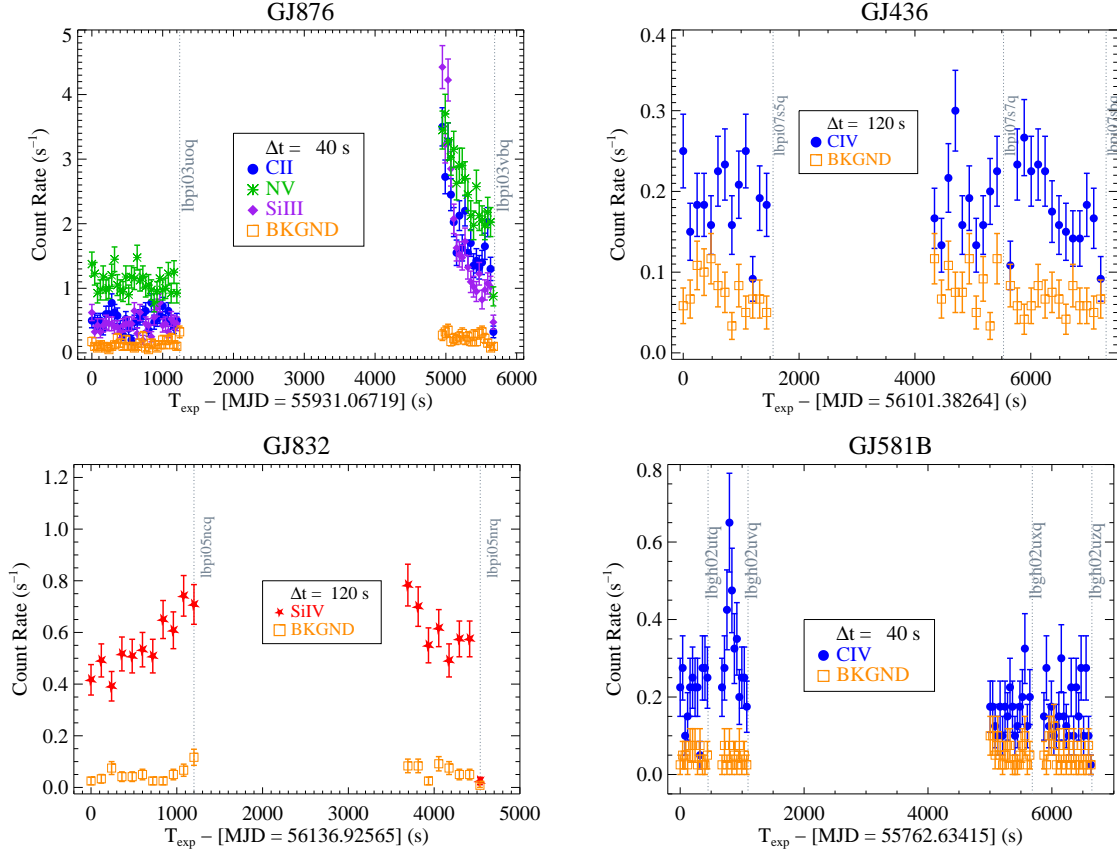 GJ876
Count Rate (s⁻¹)
5
4
3
2
1
0
Δt = 40 s
CII
NV
SiIII
BKGND
lbpi03uoq
lbpi03vbq
0 1000 2000 3000 4000 5000 6000
T_exp – [MJD = 55931.06719] (s)
GJ436
Count Rate (s⁻¹)
0.4
0.3
0.2
0.1
0.0
Δt = 120 s
CIV
BKGND
lbpi07s5q
lbpi07s7q
0 2000 4000 6000
T_exp – [MJD = 56101.38264] (s)
GJ832
Count Rate (s⁻¹)
1.2
1.0
0.8
0.6
0.4
0.2
0.0
Δt = 120 s
SiIV
BKGND
lbpi05ncq
lbpi05nrq
0 1000 2000 3000 4000 5000
T_exp – [MJD = 56136.92565] (s)
GJ581B
Count Rate (s⁻¹)
0.8
0.6
0.4
0.2
0.0
Δt = 40 s
CIV
BKGND
lbgh02utq
lbgh02uvq
lbgh02uxq
lbgh02uzq
0 2000 4000 6000
T_exp – [MJD = 55762.63415] (s)